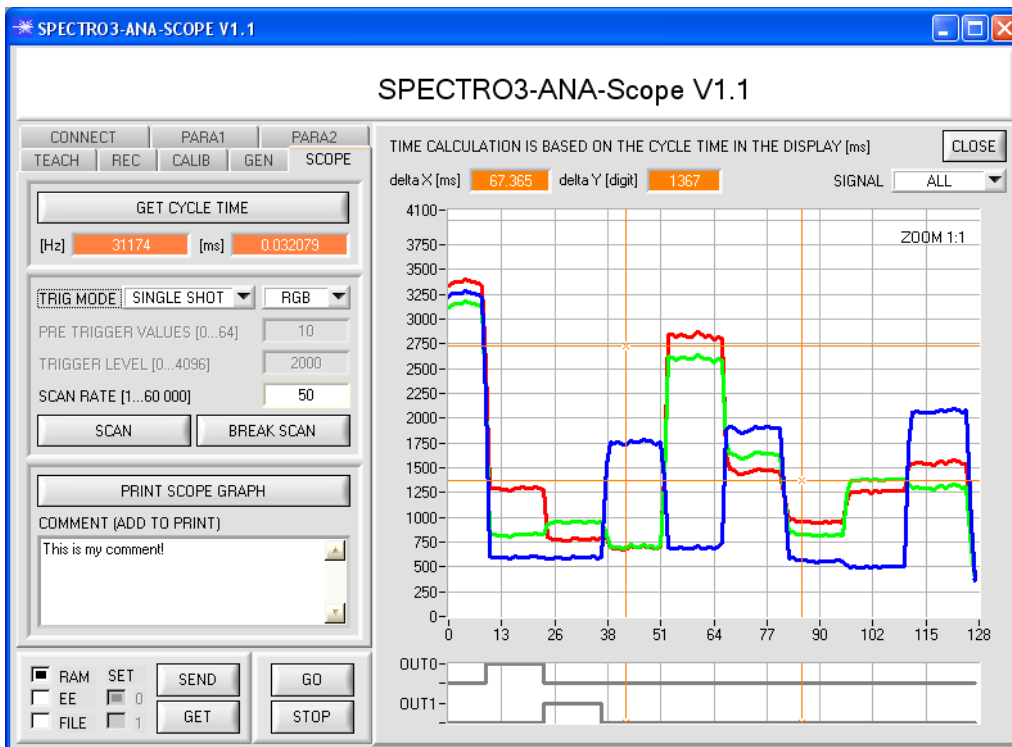 SPECTRO3-ANA-SCOPE V1.1
SPECTRO3-ANA-Scope V1.1
CONNECT PARA1 PARA2
TEACH REC CALIB GEN SCOPE
GET CYCLE TIME
[Hz] 31174 [ms] 0.032079
TRIG MODE SINGLE SHOT RGB
PRE TRIGGER VALUES [0...64] 10
TRIGGER LEVEL [0...4096] 2000
SCAN RATE [1...60 000] 50
SCAN BREAK SCAN
PRINT SCOPE GRAPH
COMMENT (ADD TO PRINT)
This is my comment!
RAM SET SEND GO
EE 0
FILE 1 GET STOP
TIME CALCULATION IS BASED ON THE CYCLE TIME IN THE DISPLAY [ms] CLOSE
delta X [ms] 67.365 delta Y [digit] 1367 SIGNAL ALL
ZOOM 1:1
4100
3750
3500
3250
3000
2750
2500
2250
2000
1750
1500
1250
1000
750
500
250
0
0 13 26 38 51 64 77 90 102 115 128
OUT0
OUT1